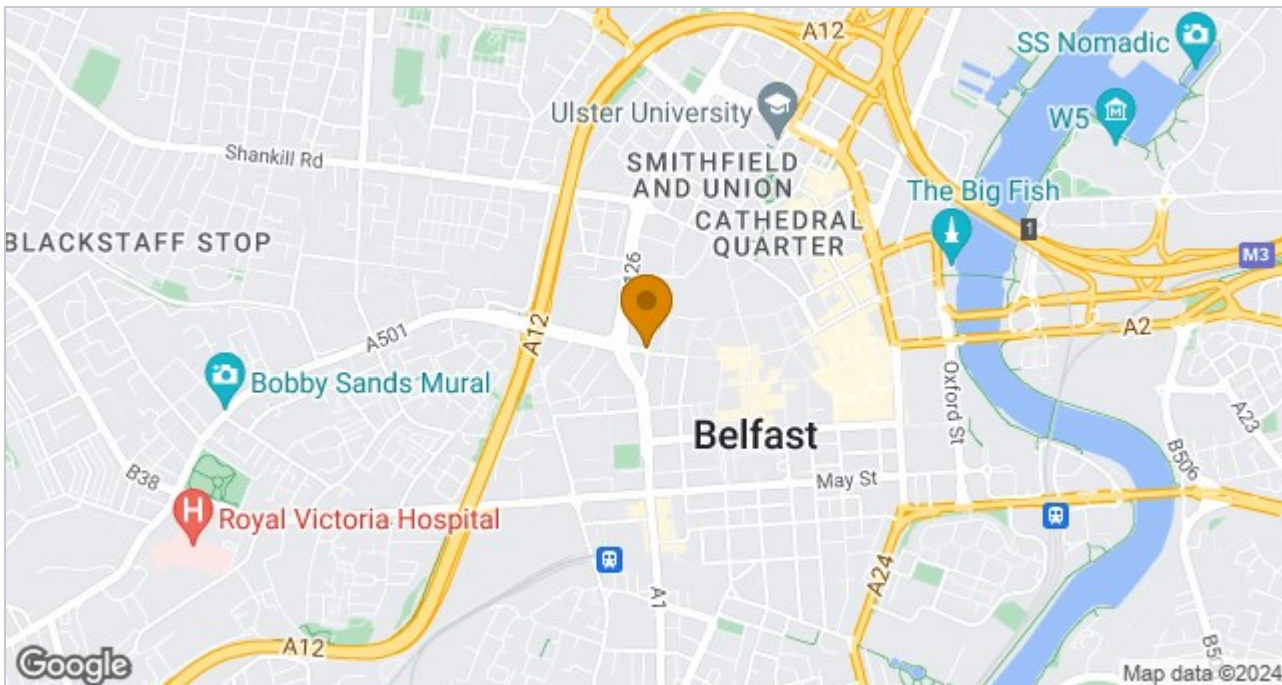 A12
SS Nomadic
Ulster University
W5
Shankill Rd
SMITHFIELD
AND UNION
The Big Fish
CATHEDRAL
QUARTER
BLACKSTAFF STOP
1
M3
126
A501
A12
A2
Bobby Sands Mural
Oxford St
A23
Belfast
B506
B38
May St
H
Royal Victoria Hospital
A24
A1
A12
Google
Map data ©2024